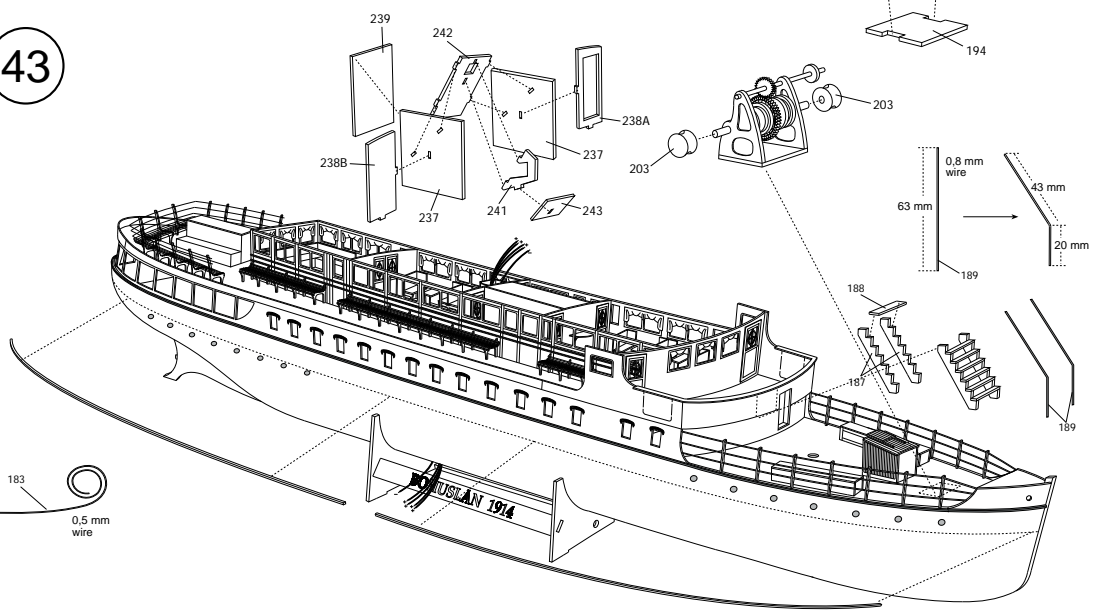 43
239
242
194
203
238A
203
238B
237
237
241
243
0,8 mm
wire
63 mm
43 mm
20 mm
189
188
187
189
183
0,5 mm
wire
BOHUSLAN 1914